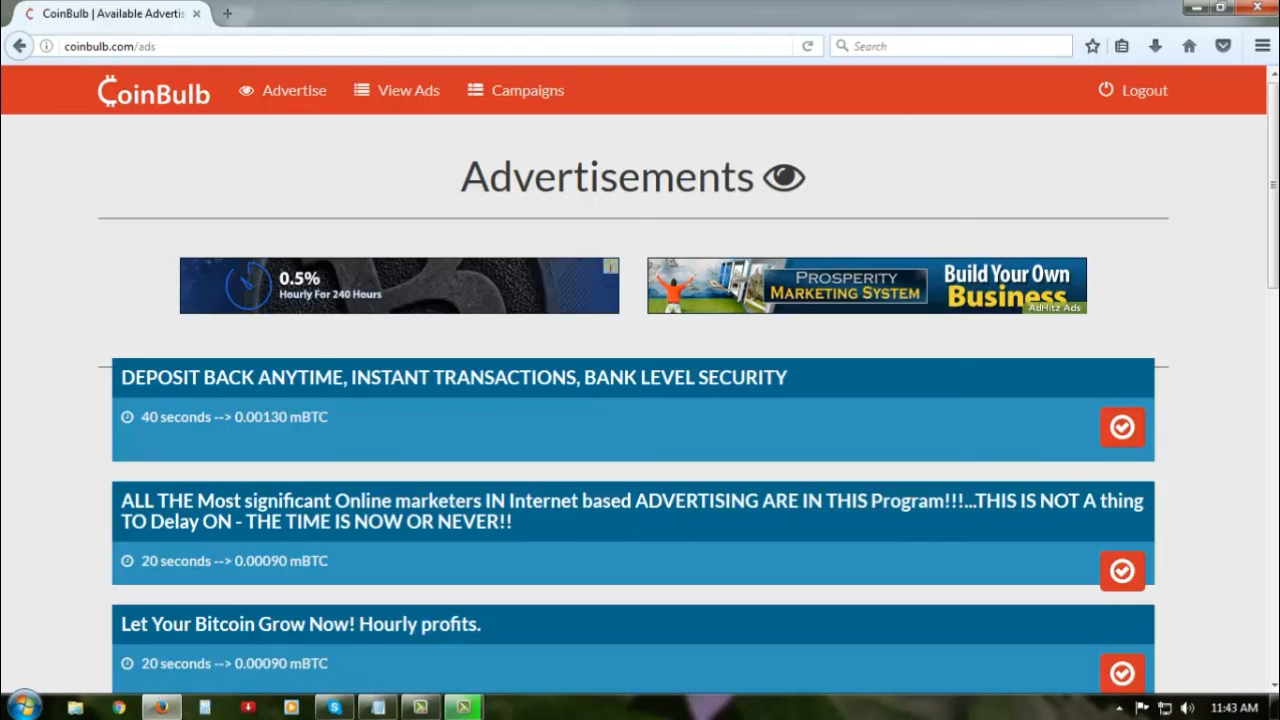 CoinBulb | Available Advertis
coinbulb.com/ads
Search
CoinBulb
Advertise
View Ads
Campaigns
Logout
Advertisements
0.5%
Hourly For 240 Hours
PROSPERITY
MARKETING SYSTEM
Build Your Own
Business
AdHitz Ads
DEPOSIT BACK ANYTIME, INSTANT TRANSACTIONS, BANK LEVEL SECURITY
40 seconds --> 0.00130 mBTC
ALL THE Most significant Online marketers IN Internet based ADVERTISING ARE IN THIS Program!!!...THIS IS NOT A thing
TO Delay ON - THE TIME IS NOW OR NEVER!!
20 seconds --> 0.00090 mBTC
Let Your Bitcoin Grow Now! Hourly profits.
20 seconds --> 0.00090 mBTC
11:43 AM